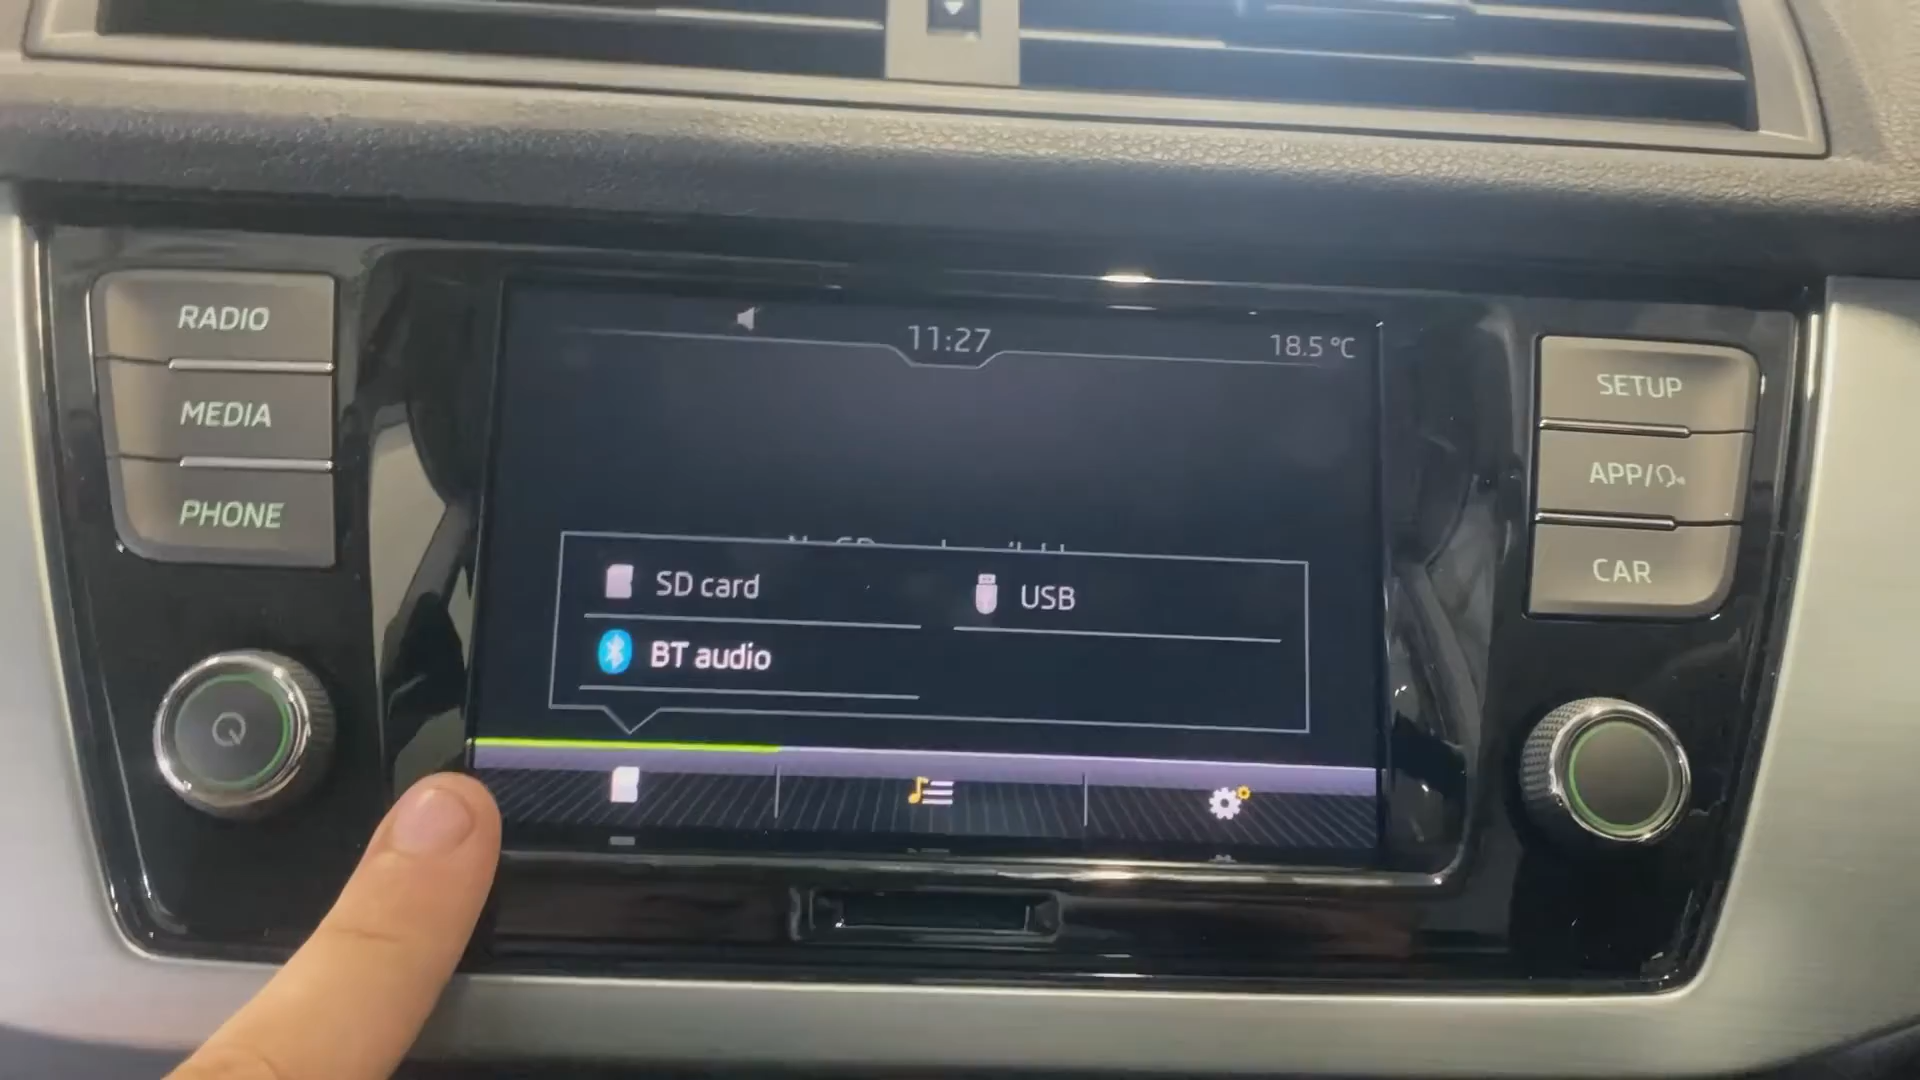 RADIO
MEDIA
PHONE
11:27
18.5 °C
SD card
USB
BT audio
SETUP
APP/
CAR